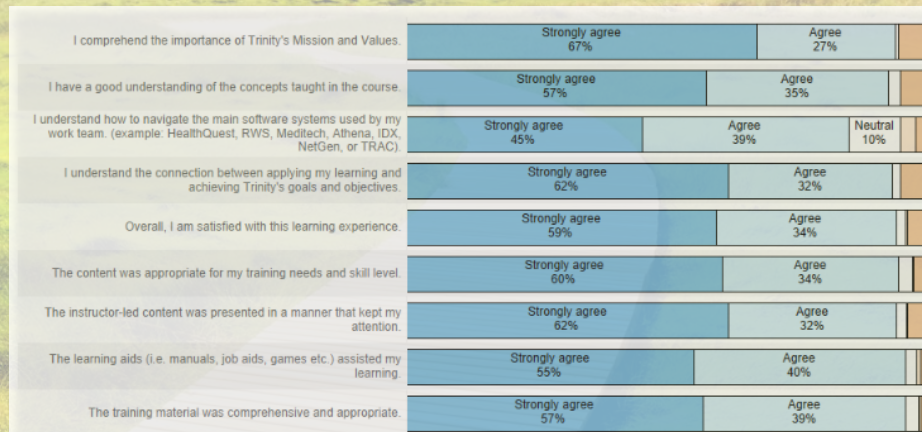 Strongly agree Agree
I comprehend the importance of Trinity's Mission and Values.
67% 27%
Strongly agree Agree
I have a good understanding of the concepts taught in the course.
57% 35%
I understand how to navigate the main software systems used by my
work team. (example: HealthQuest, RWS, Meditech, Athena, IDX,
NetGen, or TRAC).
Strongly agree Agree Neutral
45% 39% 10%
I understand the connection between applying my learning and
achieving Trinity's goals and objectives.
Strongly agree Agree
62% 32%
Overall, I am satisfied with this learning experience.
Strongly agree Agree
59% 34%
The content was appropriate for my training needs and skill level.
Strongly agree Agree
60% 34%
The instructor-led content was presented in a manner that kept my
attention.
Strongly agree Agree
62% 32%
The learning aids (i.e. manuals, job aids, games etc.) assisted my
learning.
Strongly agree Agree
55% 40%
The training material was comprehensive and appropriate.
Strongly agree Agree
57% 39%